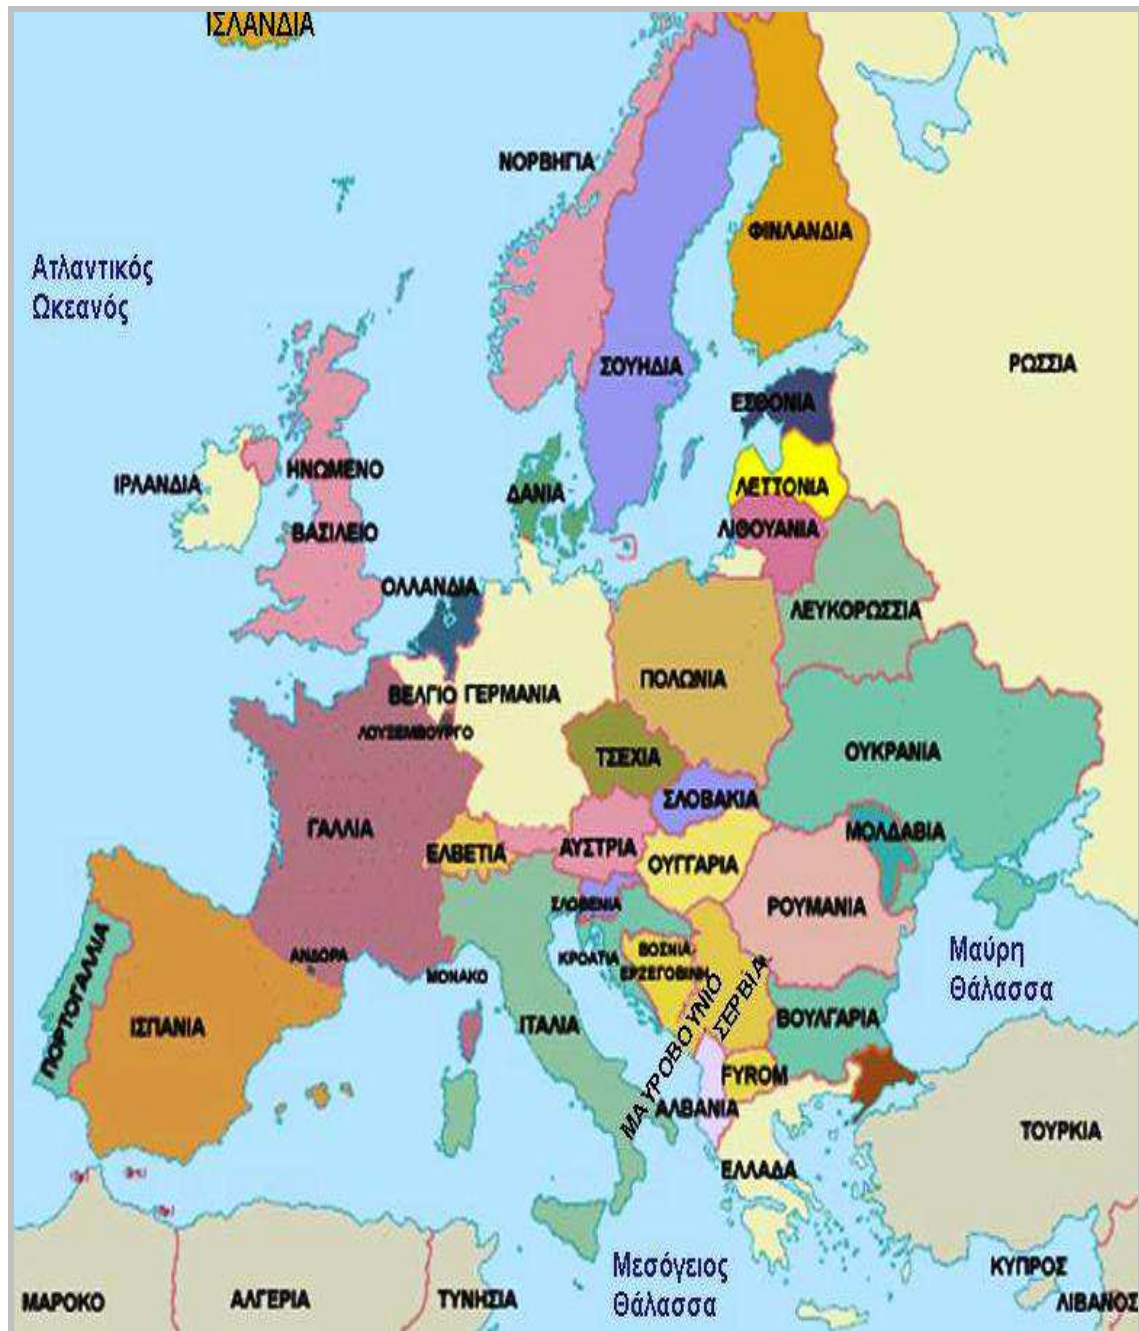 ΙΣΛΑΝΔΙΑ
ΝΟΡΒΗΓΙΑ
ΦΙΝΛΑΝΔΙΑ
Ατλαντικός
Ωκεανός
ΣΟΥΗΔΙΑ
ΡΩΣΣΙΑ
ΕΣΘΟΝΙΑ
ΙΡΛΑΝΔΙΑ
ΗΝΩΜΕΝΟ
ΒΑΣΙΛΕΙΟ
ΔΑΝΙΑ
ΛΕΤΤΟΝΙΑ
ΛΙΘΟΥΑΝΙΑ
ΟΛΛΑΝΔΙΑ
ΛΕΥΚΟΡΩΣΣΙΑ
ΒΕΛΓΙΟ
ΓΕΡΜΑΝΙΑ
ΠΟΛΩΝΙΑ
ΛΟΥΞΕΜΒΟΥΡΓΟ
ΤΣΕΧΙΑ
ΟΥΚΡΑΝΙΑ
ΣΛΟΒΑΚΙΑ
ΓΑΛΛΙΑ
ΕΛΒΕΤΙΑ
ΑΥΣΤΡΙΑ
ΟΥΓΓΑΡΙΑ
ΜΟΛΔΑΒΙΑ
ΣΛΟΒΕΝΙΑ
ΡΟΥΜΑΝΙΑ
ΑΝΔΟΡΑ
ΜΟΝΑΚΟ
ΚΡΟΑΤΙΑ
ΒΟΣΝΙΑ
ΕΡΖΕΓΟΒΙΝΗ
Μαύρη
Θάλασσα
ΠΟΡΤΟΓΑΛΛΙΑ
ΙΣΠΑΝΙΑ
ΙΤΑΛΙΑ
ΜΑΥΡΟΒΟΥΝΙΟ
ΣΕΡΒΙΑ
ΒΟΥΛΓΑΡΙΑ
FYROM
ΑΛΒΑΝΙΑ
ΕΛΛΑΔΑ
ΤΟΥΡΚΙΑ
Μεσόγειος
Θάλασσα
ΚΥΠΡΟΣ
ΜΑΡΟΚΟ
ΑΛΓΕΡΙΑ
ΤΥΝΗΣΙΑ
ΛΙΒΑΝΟΣ